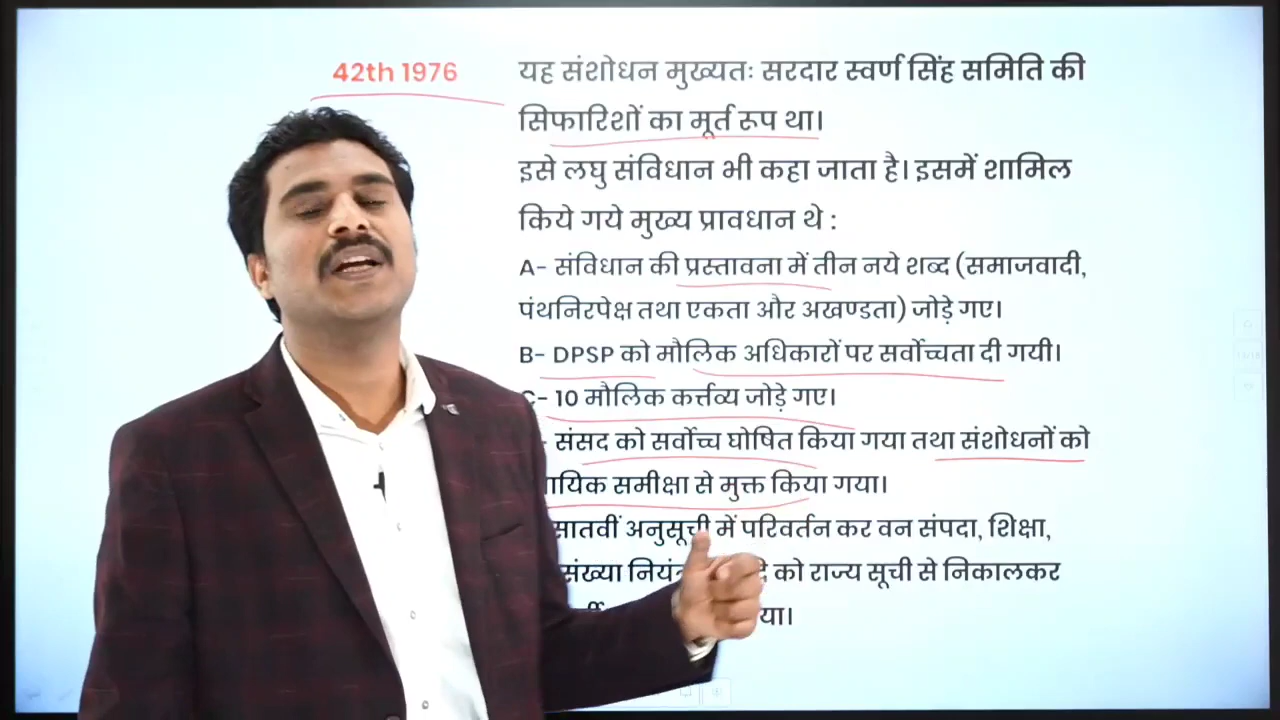 42th 1976 यह संशोधन मुख्यतः सरदार स्वर्ण सिंह समिति की
सिफारिशों का मूर्त रूप था।
इसे लघु संविधान भी कहा जाता है। इसमें शामिल
किये गये मुख्य प्रावधान थे :
A- संविधान की प्रस्तावना में तीन नये शब्द (समाजवादी,
पंथनिरपेक्ष तथा एकता और अखण्डता) जोड़े गए।
B- DPSP को मौलिक अधिकारों पर सर्वोच्चता दी गयी।
C- 10 मौलिक कर्त्तव्य जोड़े गए।
- संसद को सर्वोच्च घोषित किया गया तथा संशोधनों को
समीक्षा से मुक्त किया गया।
सातवीं अनुसूची में परिवर्तन कर वन संपदा, शिक्षा,
को राज्य सूची से निकालकर